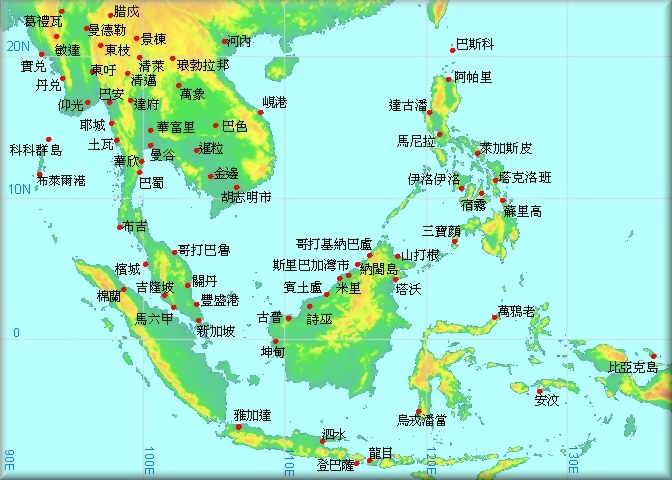 臘戍
葛禮瓦
曼德勒
景棟
河內
巴斯科
20N
敏達
東枝
寶兑
東吁
清萊
琅勃拉邦
清邁
阿帕里
丹兑
萬象
仰光
巴安
達府
峴港
達古潘
耶城
華富里
巴色
馬尼拉
科科群島
土瓦
曼谷
暹粒
萊加斯皮
華欣
布萊爾港
巴蜀
金邊
伊洛伊洛
塔克洛班
10N
胡志明市
宿霧
蘇里高
布吉
三寶顏
哥打巴魯
哥打基納巴盧
山打根
檳城
斯里巴加灣市
納閩島
關丹
吉隆坡
棉蘭
賓土盧
米里
塔沃
豐盛港
馬六甲
古晉
詩巫
萬鴉老
新加坡
0
坤甸
比亞克島
安汶
雅加達
烏戎潘當
泗水
龍目
登巴薩
90E
100E
110E
120E
130E